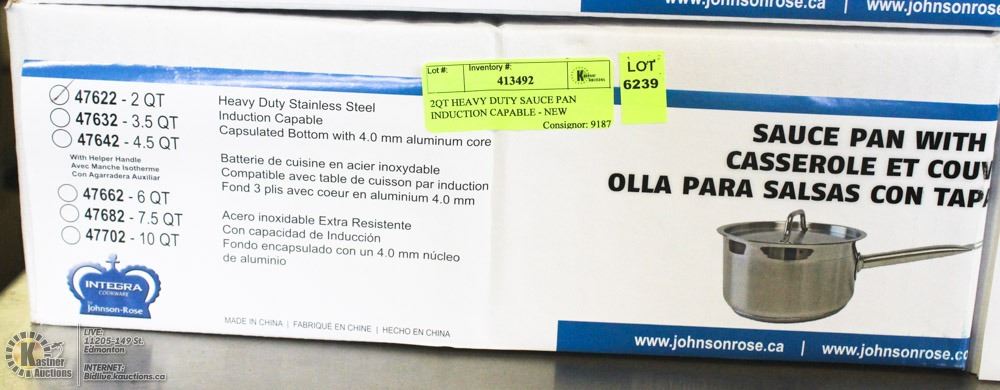 www.johnsonrose.ca | www.johnsonros
Lot #: Inventory #:
413492
Kastner Auctions
2QT HEAVY DUTY SAUCE PAN
INDUCTION CAPABLE - NEW
Consignor: 9187
LOT
6239
47622 - 2 QT
47632 - 3.5 QT
47642 - 4.5 QT
With Helper Handle
Avec Manche Isotherme
Con Agarradera Auxiliar
47662 - 6 QT
47682 - 7.5 QT
47702 - 10 QT
Heavy Duty Stainless Steel
Induction Capable
Capsulated Bottom with 4.0 mm aluminum core
Batterie de cuisine en acier inoxydable
Compatible avec table de cuisson par induction
Fond 3 plis avec coeur en aluminium 4.0 mm
Acero inoxidable Extra Resistente
Con capacidad de Inducción
Fondo encapsulado con un 4.0 mm núcleo
de aluminio
SAUCE PAN WITH
CASSEROLE ET COUV
OLLA PARA SALSAS CON TAPA
INTEGRA
COOKWARE
by
Johnson-Rose
MADE IN CHINA | FABRIQUÉ EN CHINE | HECHO EN CHINA
www.johnsonrose.ca | www.johnsonrose.co
Kastner
Auctions
LIVE:
11205-149 St.
Edmonton
INTERNET:
Bidlive.kauctions.ca